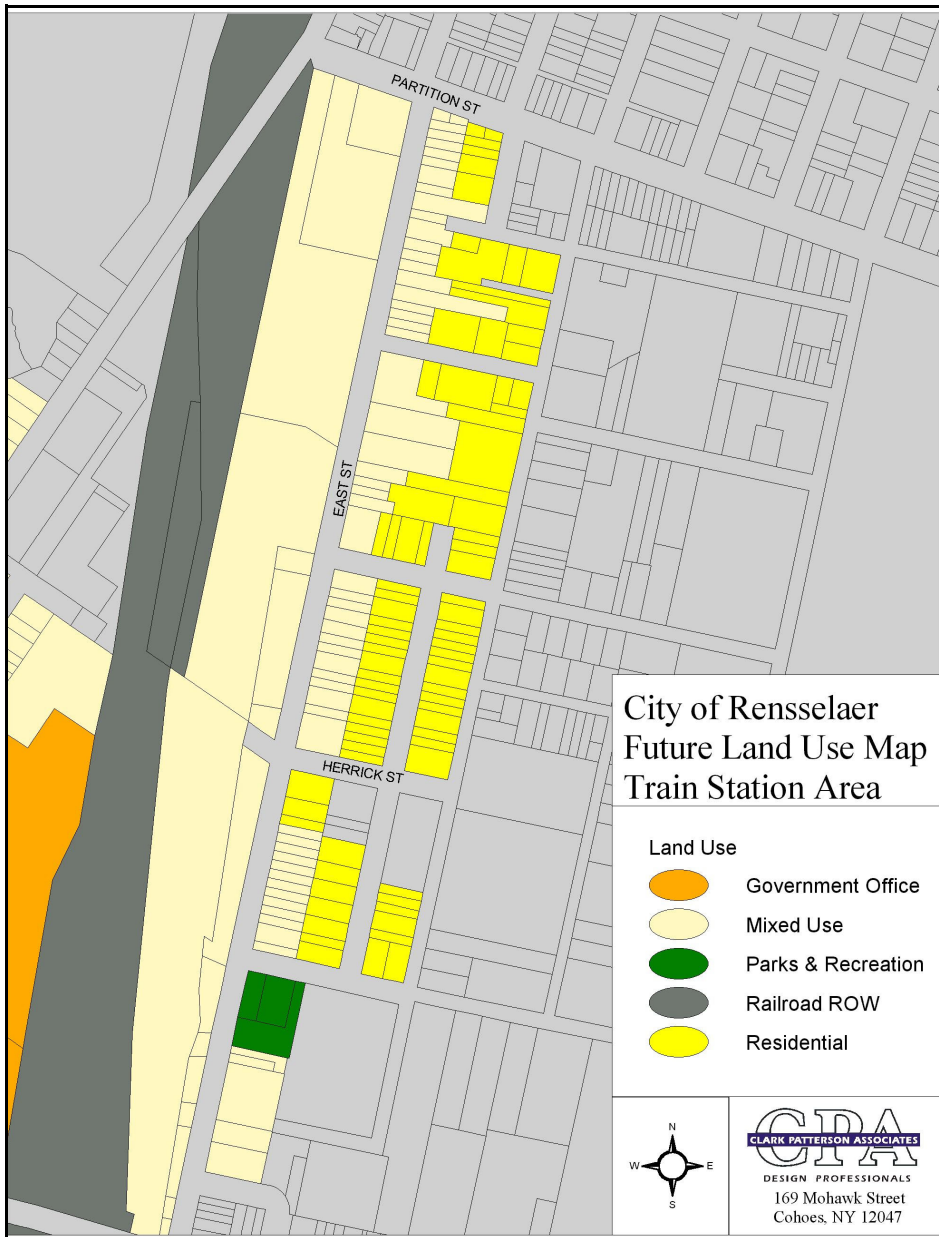 PARTITION ST
EAST ST
HERRICK ST
City of Rensselaer
Future Land Use Map
Train Station Area
Land Use
Government Office
Mixed Use
Parks & Recreation
Railroad ROW
Residential
N
W E
S
CPA
CLARK PATTERSON ASSOCIATES
DESIGN PROFESSIONALS
169 Mohawk Street
Cohoes, NY 12047